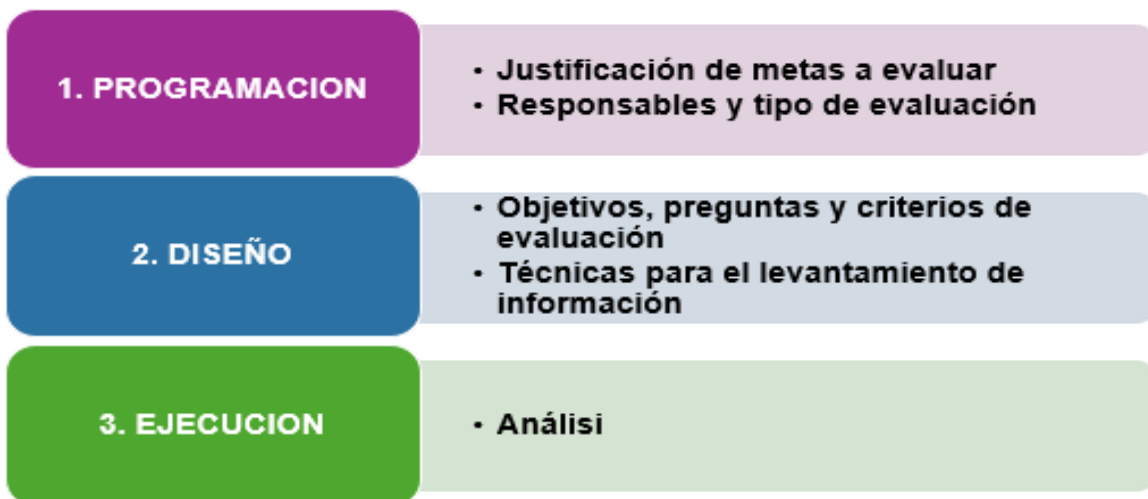 1. PROGRAMACION
• Justificación de metas a evaluar
• Responsables y tipo de evaluación
2. DISEÑO
• Objetivos, preguntas y criterios de
evaluación
• Técnicas para el levantamiento de
información
3. EJECUCION
• Análisi